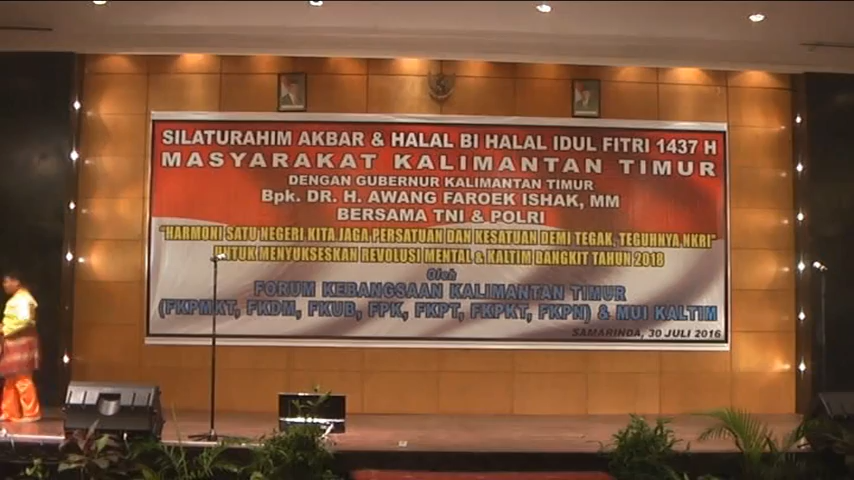 SILATURAHIM AKBAR & HALAL BI HALAL IDUL FITRI 1437 H
MASYARAKAT KALIMANTAN TIMUR
DENGAN GUBERNUR KALIMANTAN TIMUR
Bpk. DR. H. AWANG FAROEK ISHAK, MM
BERSAMA TNI & POLRI
"HARMONI SATU NEGERI KITA JAGA PERSATUAN DAN KESATUAN DEMI TEGAK, TEGUHNYA NKRI"
UNTUK MENYUKSESKAN REVOLUSI MENTAL & KALTIM BANGKIT TAHUN 2018
Oleh
FORUM KEBANGSAAN KALIMANTAN TIMUR
(FKPMKT, FKDM, FKUB, FPK, FKPT, FKPKT, FKPN) & MUI KALTIM
SAMARINDA, 30 JULI 2016